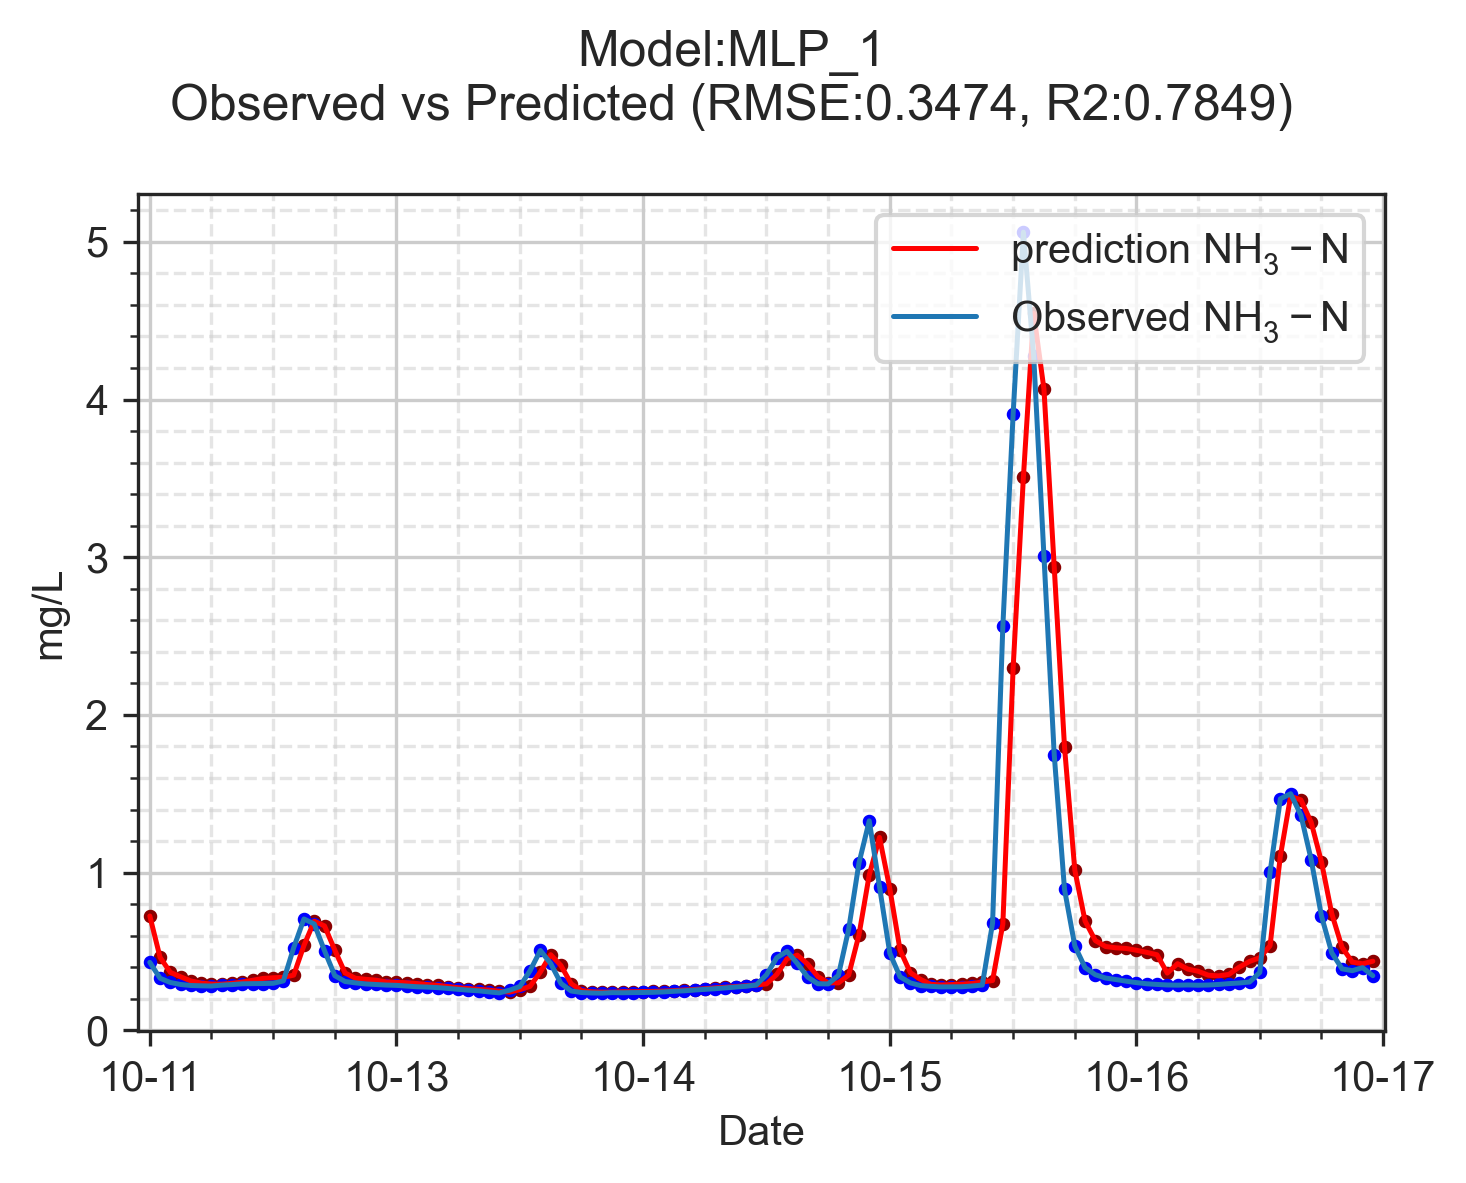 Model:MLP_1
Observed vs Predicted (RMSE:0.3474, R2:0.7849)
prediction NH₃ − N
Observed NH₃ − N
5
4
3
2
1
0
mg/L
10-11 10-13 10-14 10-15 10-16 10-17
Date